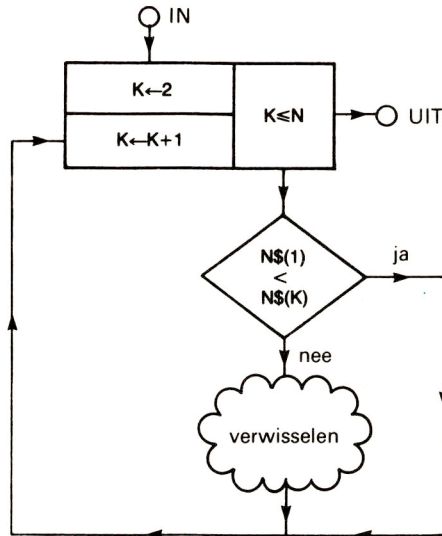 IN
K←2
K←K+1
K≤N
UIT
N$(1)
<
N$(K)
ja
nee
verwisselen